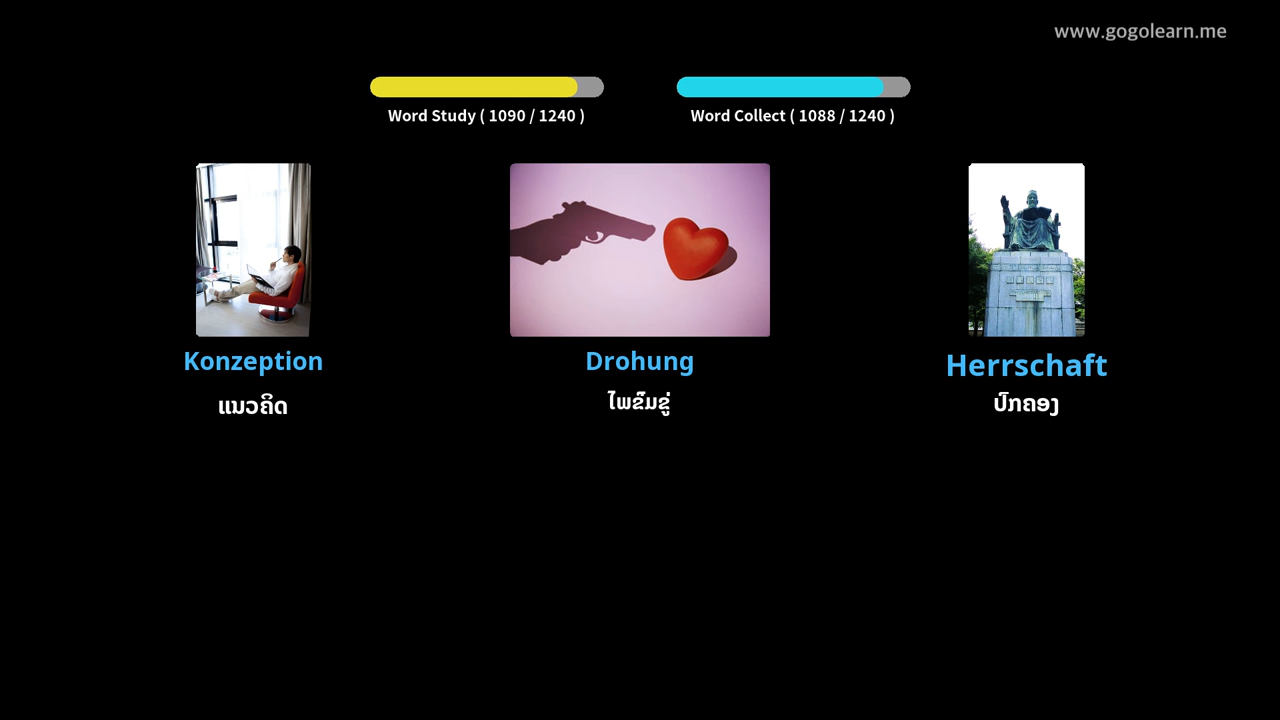 www.gogolearn.me
Word Study ( 1090 / 1240 )
Word Collect ( 1088 / 1240 )
Konzeption
Drohung
Herrschaft
ແນວຄິດ
ໄພຂົ່ມຂູ່
ປົກຄອງ